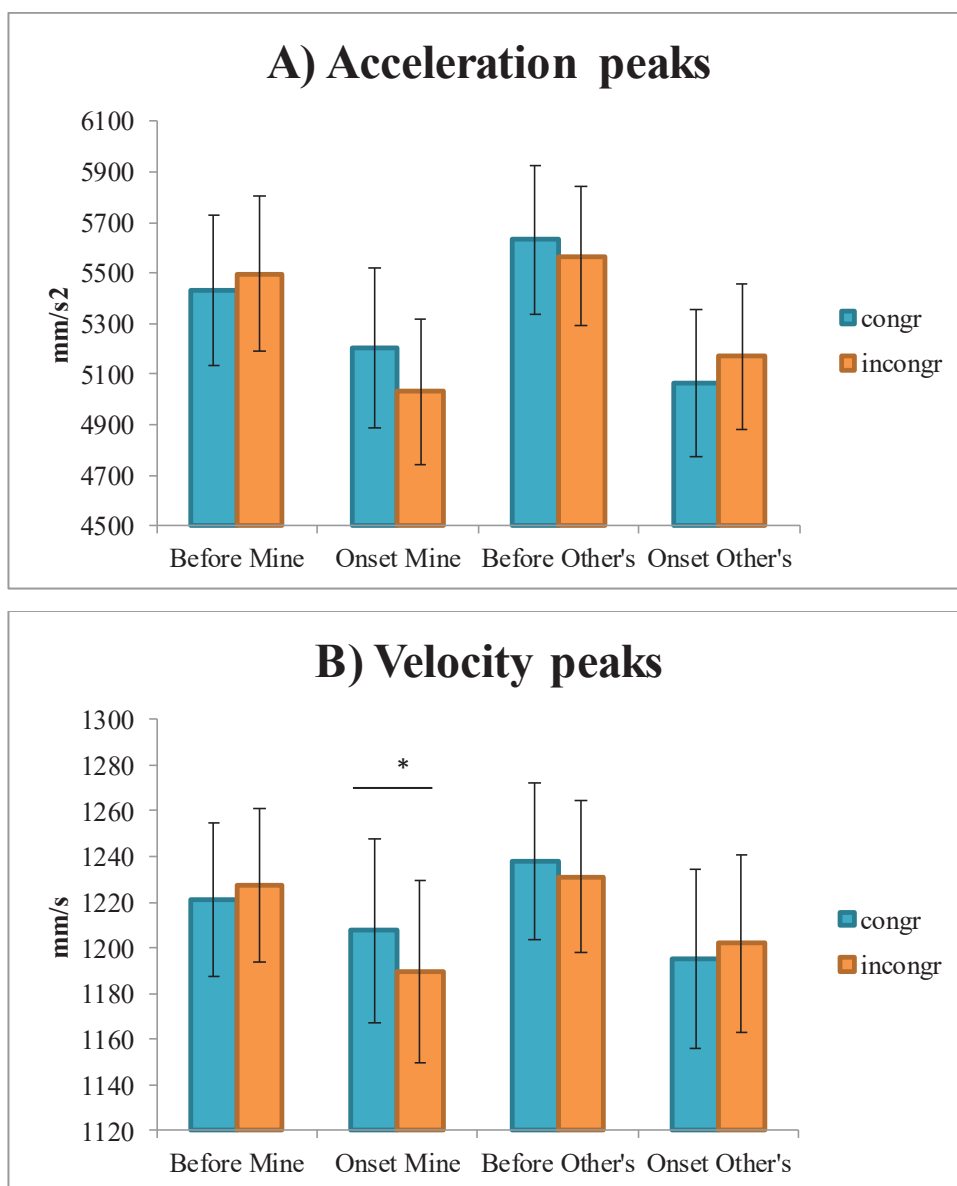 A) Acceleration peaks
6100
5900
5700
5500
5300
5100
4900
4700
4500
mm/s2
Before Mine Onset Mine Before Other's Onset Other's
congr
incongr
B) Velocity peaks
1300
1280
1260
1240
1220
1200
1180
1160
1140
1120
mm/s
*
Before Mine Onset Mine Before Other's Onset Other's
congr
incongr